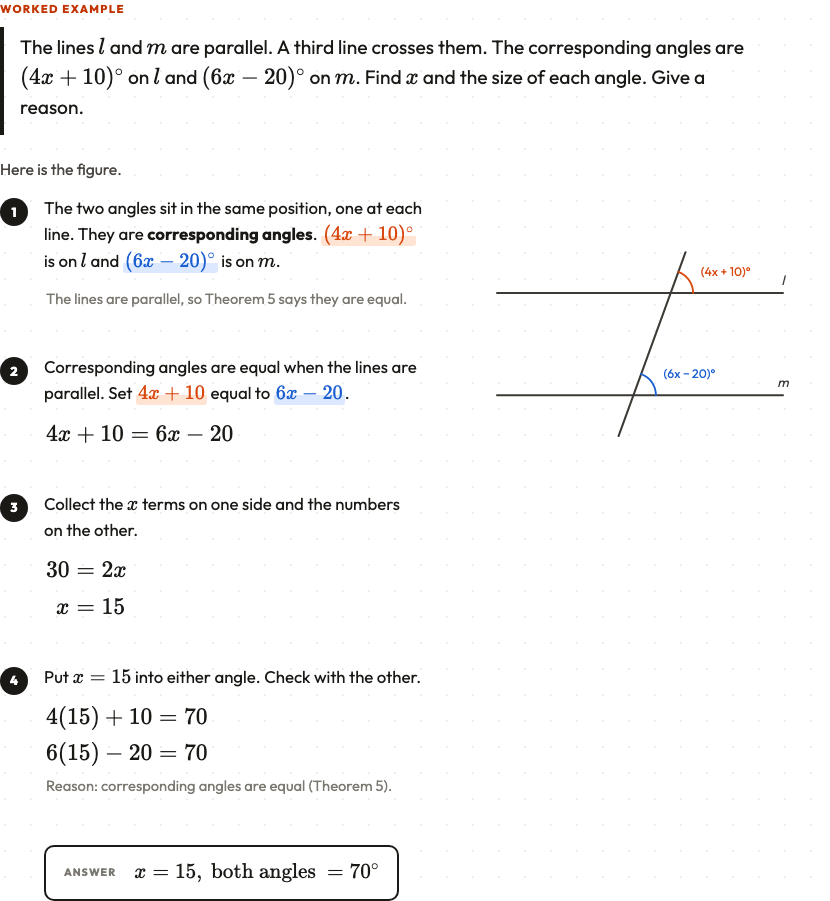 WORKED EXAMPLE
The lines l and m are parallel. A third line crosses them. The corresponding angles are
(4x + 10)° on l and (6x − 20)° on m. Find x and the size of each angle. Give a
reason.
Here is the figure.
1
The two angles sit in the same position, one at each
line. They are corresponding angles. (4x + 10)°
is on l and (6x − 20)° is on m.
The lines are parallel, so Theorem 5 says they are equal.
2
Corresponding angles are equal when the lines are
parallel. Set 4x + 10 equal to 6x − 20.
4x + 10 = 6x − 20
3
Collect the x terms on one side and the numbers
on the other.
30 = 2x
x = 15
4
Put x = 15 into either angle. Check with the other.
4(15) + 10 = 70
6(15) − 20 = 70
Reason: corresponding angles are equal (Theorem 5).
ANSWER x = 15, both angles = 70°
(4x + 10)°
l
(6x − 20)°
m